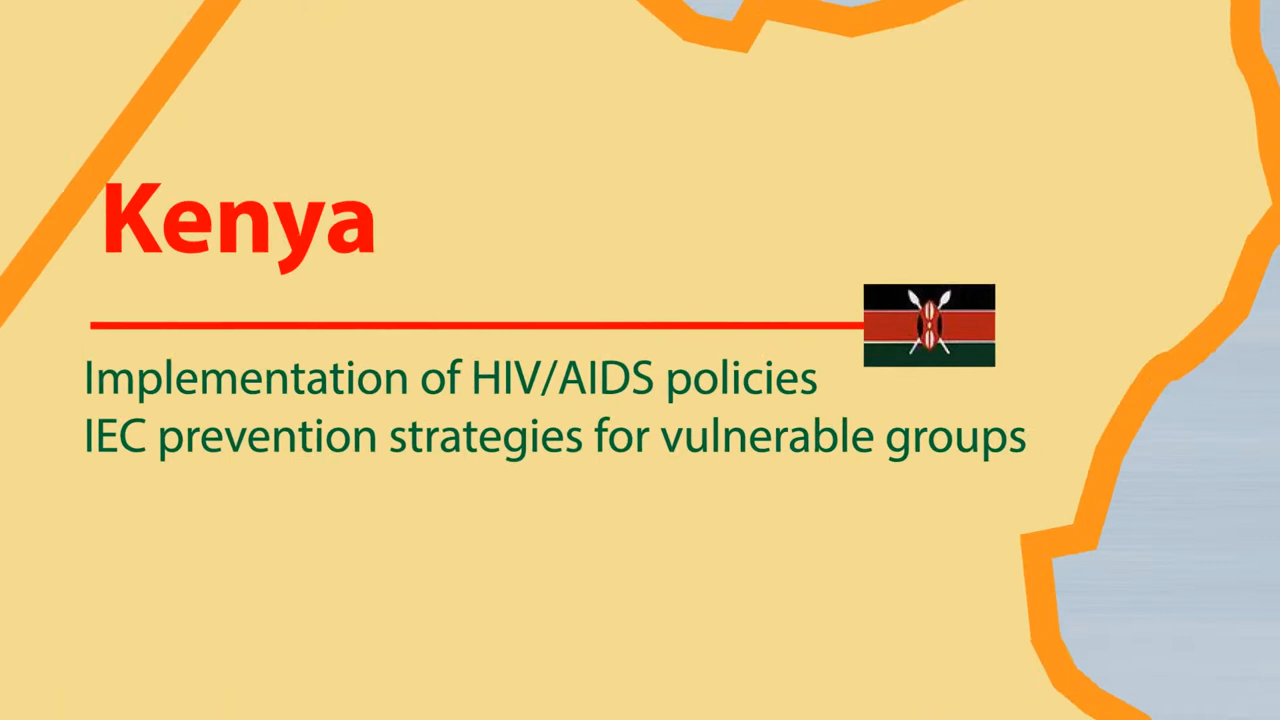 Kenya
Implementation of HIV/AIDS policies
IEC prevention strategies for vulnerable groups